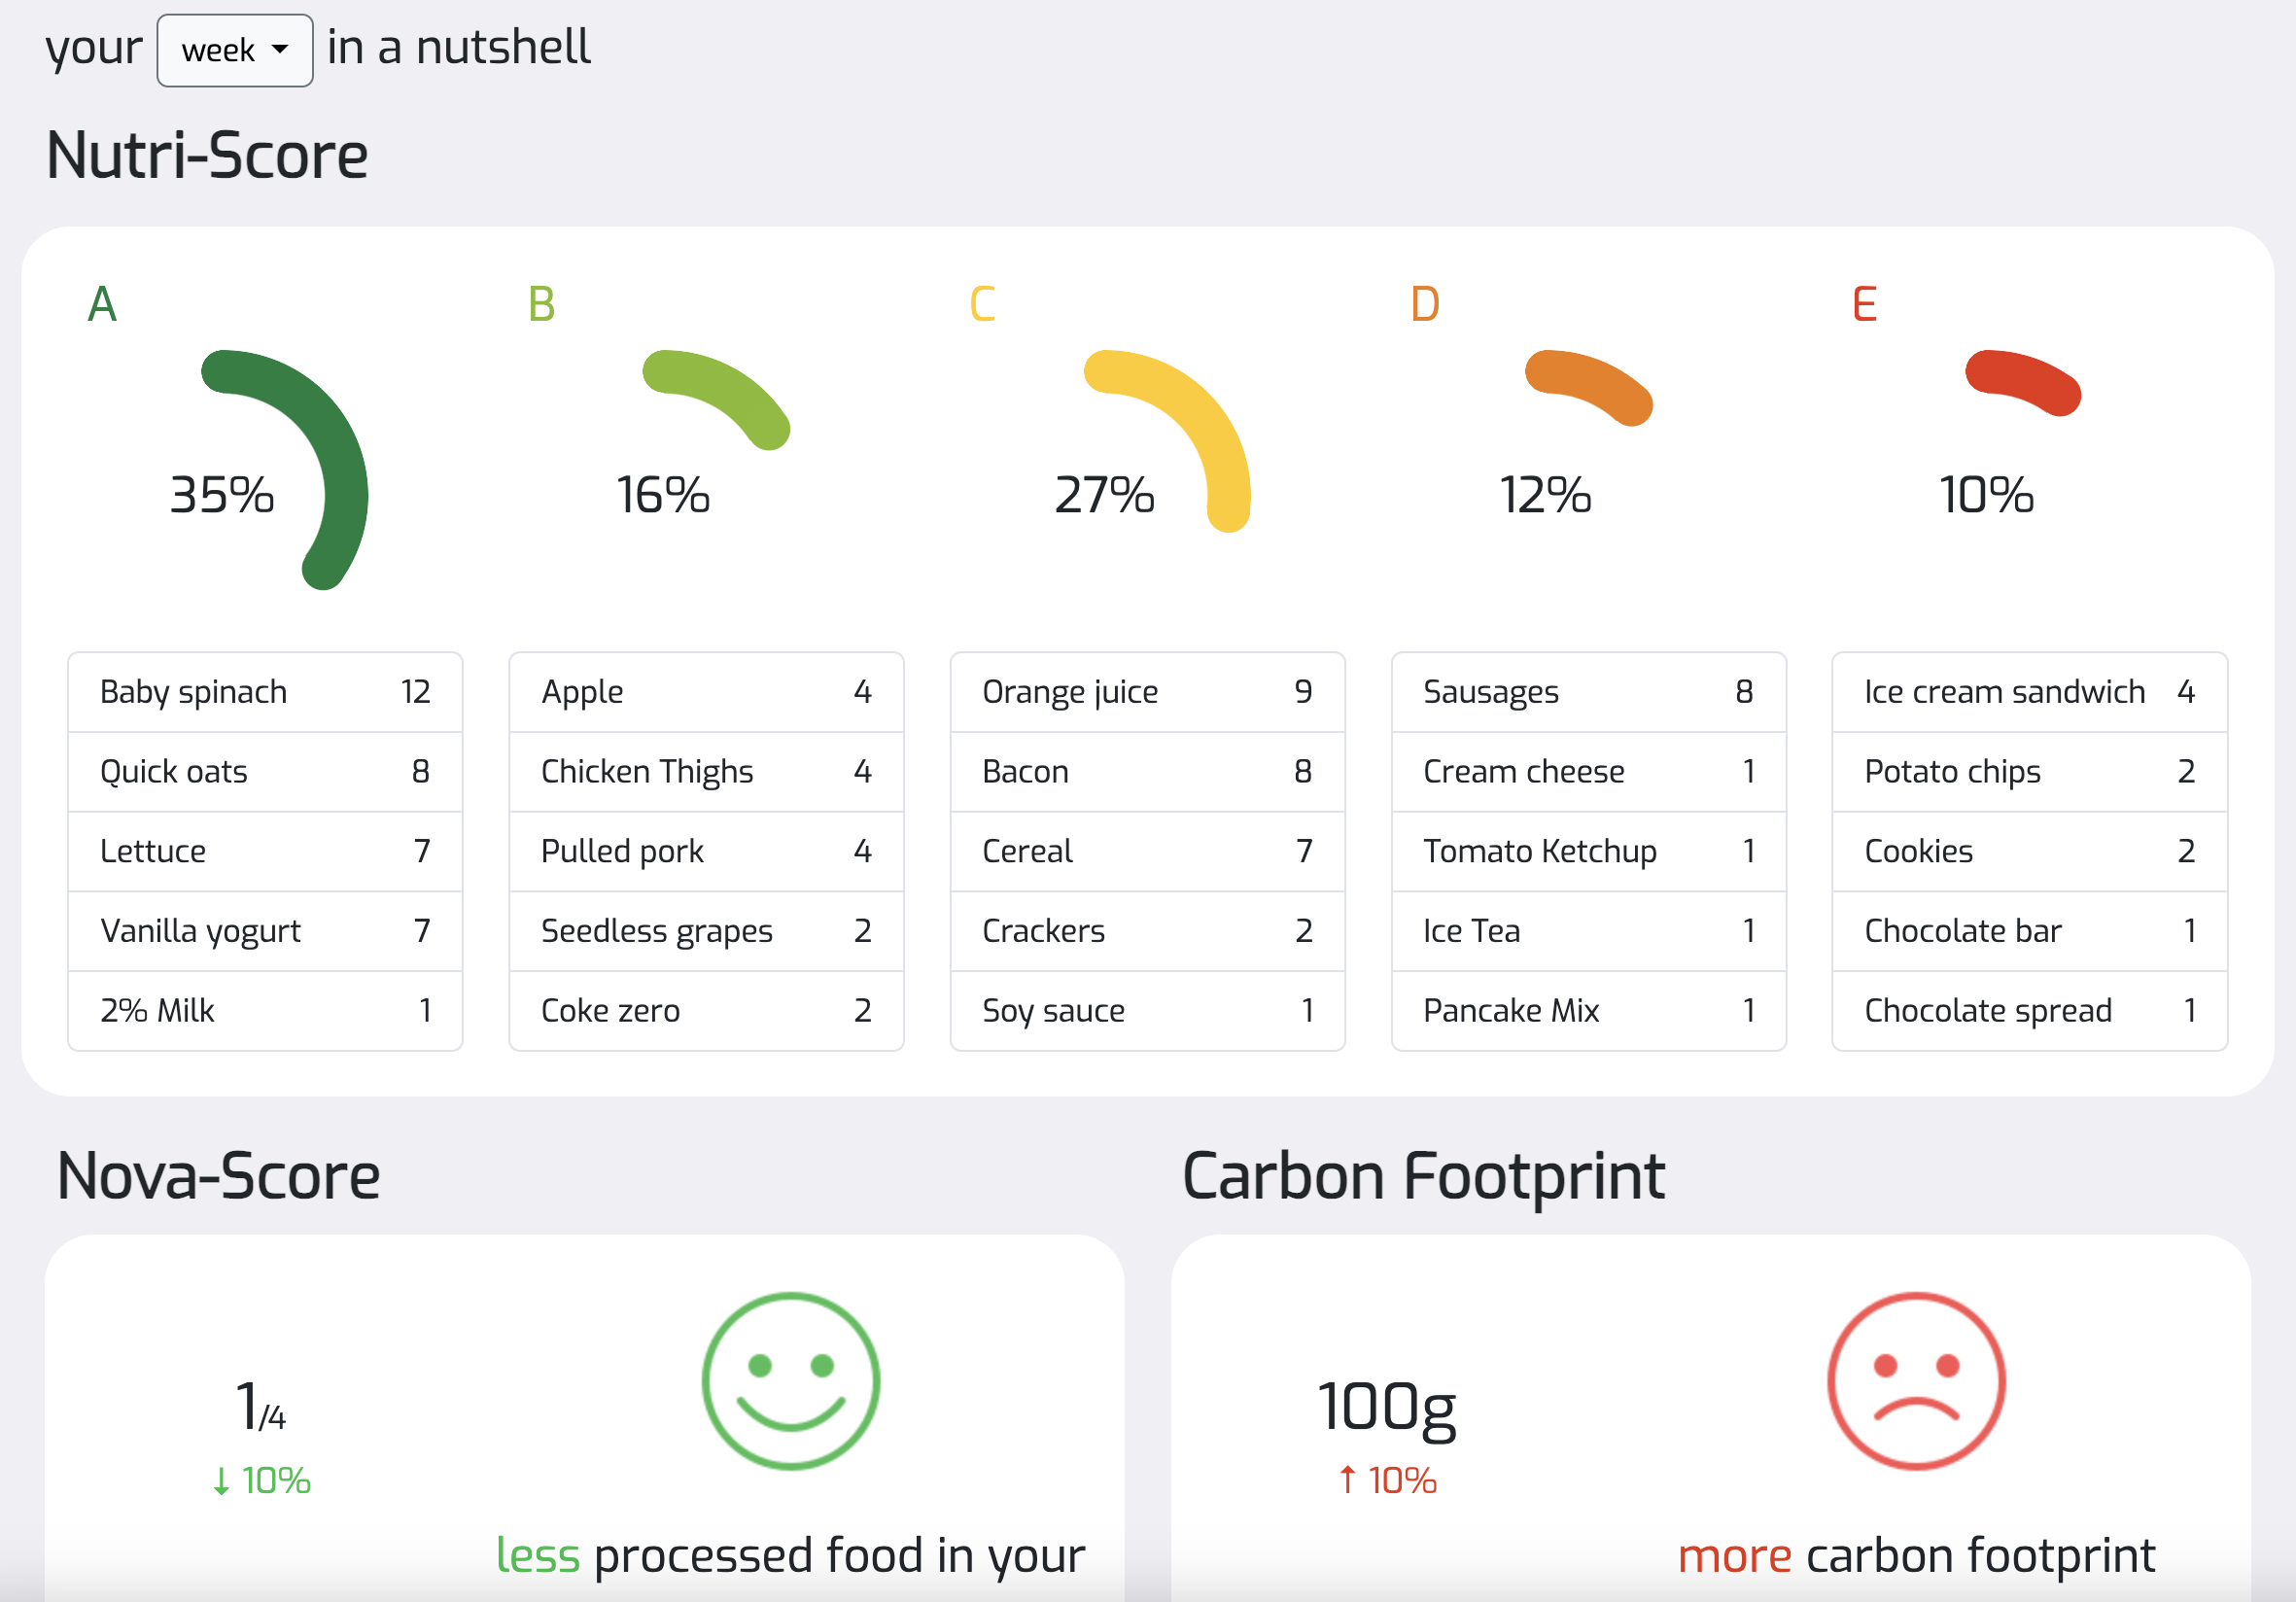 your week in a nutshell
Nutri-Score
A
35%
Baby spinach 12
Quick oats 8
Lettuce 7
Vanilla yogurt 7
2% Milk 1
B
16%
Apple 4
Chicken Thighs 4
Pulled pork 4
Seedless grapes 2
Coke zero 2
C
27%
Orange juice 9
Bacon 8
Cereal 7
Crackers 2
Soy sauce 1
D
12%
Sausages 8
Cream cheese 1
Tomato Ketchup 1
Ice Tea 1
Pancake Mix 1
E
10%
Ice cream sandwich 4
Potato chips 2
Cookies 2
Chocolate bar 1
Chocolate spread 1
Nova-Score
1/4
↓ 10%
less processed food in your
Carbon Footprint
100g
↑ 10%
more carbon footprint